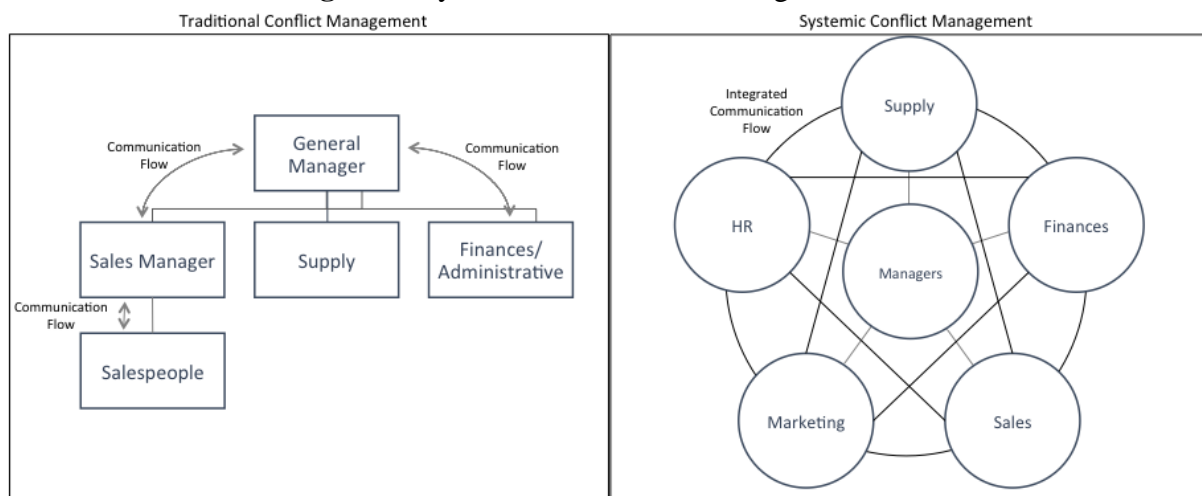 Traditional Conflict Management
Systemic Conflict Management
Communication
Flow
General
Manager
Communication
Flow
Sales Manager
Supply
Finances/
Administrative
Communication
Flow
Salespeople
Integrated
Communication
Flow
Supply
HR
Finances
Managers
Marketing
Sales